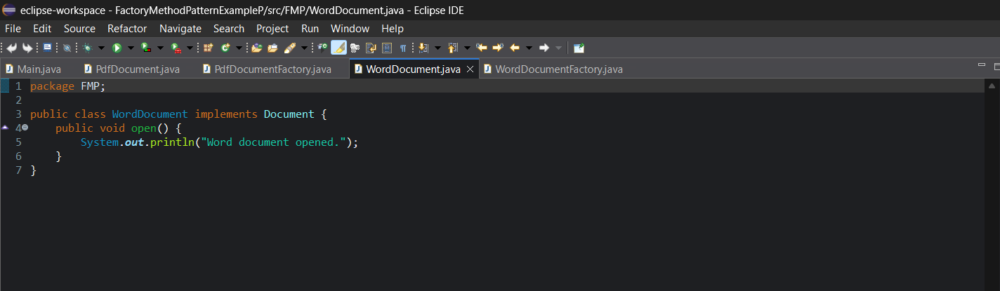 eclipse-workspace - FactoryMethodPatternExampleP/src/FMP/WordDocument.java - Eclipse IDE
File Edit Source Refactor Navigate Search Project Run Window Help
Main.java PdfDocument.java PdfDocumentFactory.java WordDocument.java WordDocumentFactory.java
1 package FMP;
2
3 public class WordDocument implements Document {
4     public void open() {
5         System.out.println("Word document opened.");
6     }
7 }